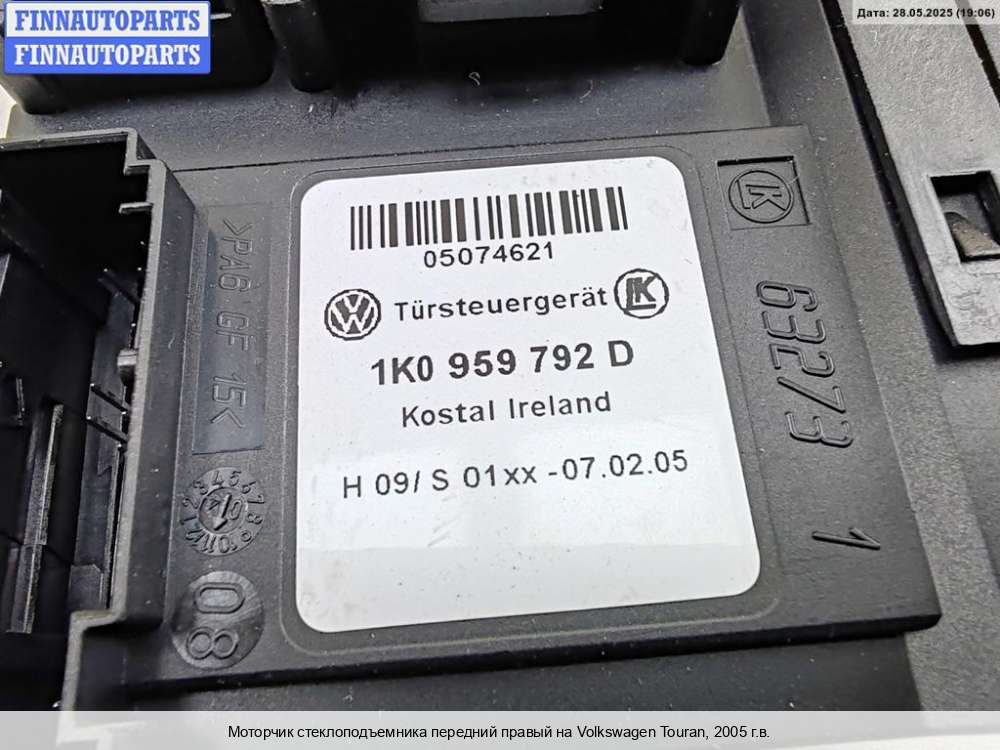 FINNAUTOPARTS
FINNAUTOPARTS
Дата: 28.05.2025 (19:06)
05074621
Türsteuergerät
1K0 959 792 D
Kostal Ireland
H 09/ S 01xx -07.02.05
>PA6 GF 15<
63273
1
08
Моторчик стеклоподъемника передний правый на Volkswagen Touran, 2005 г.в.